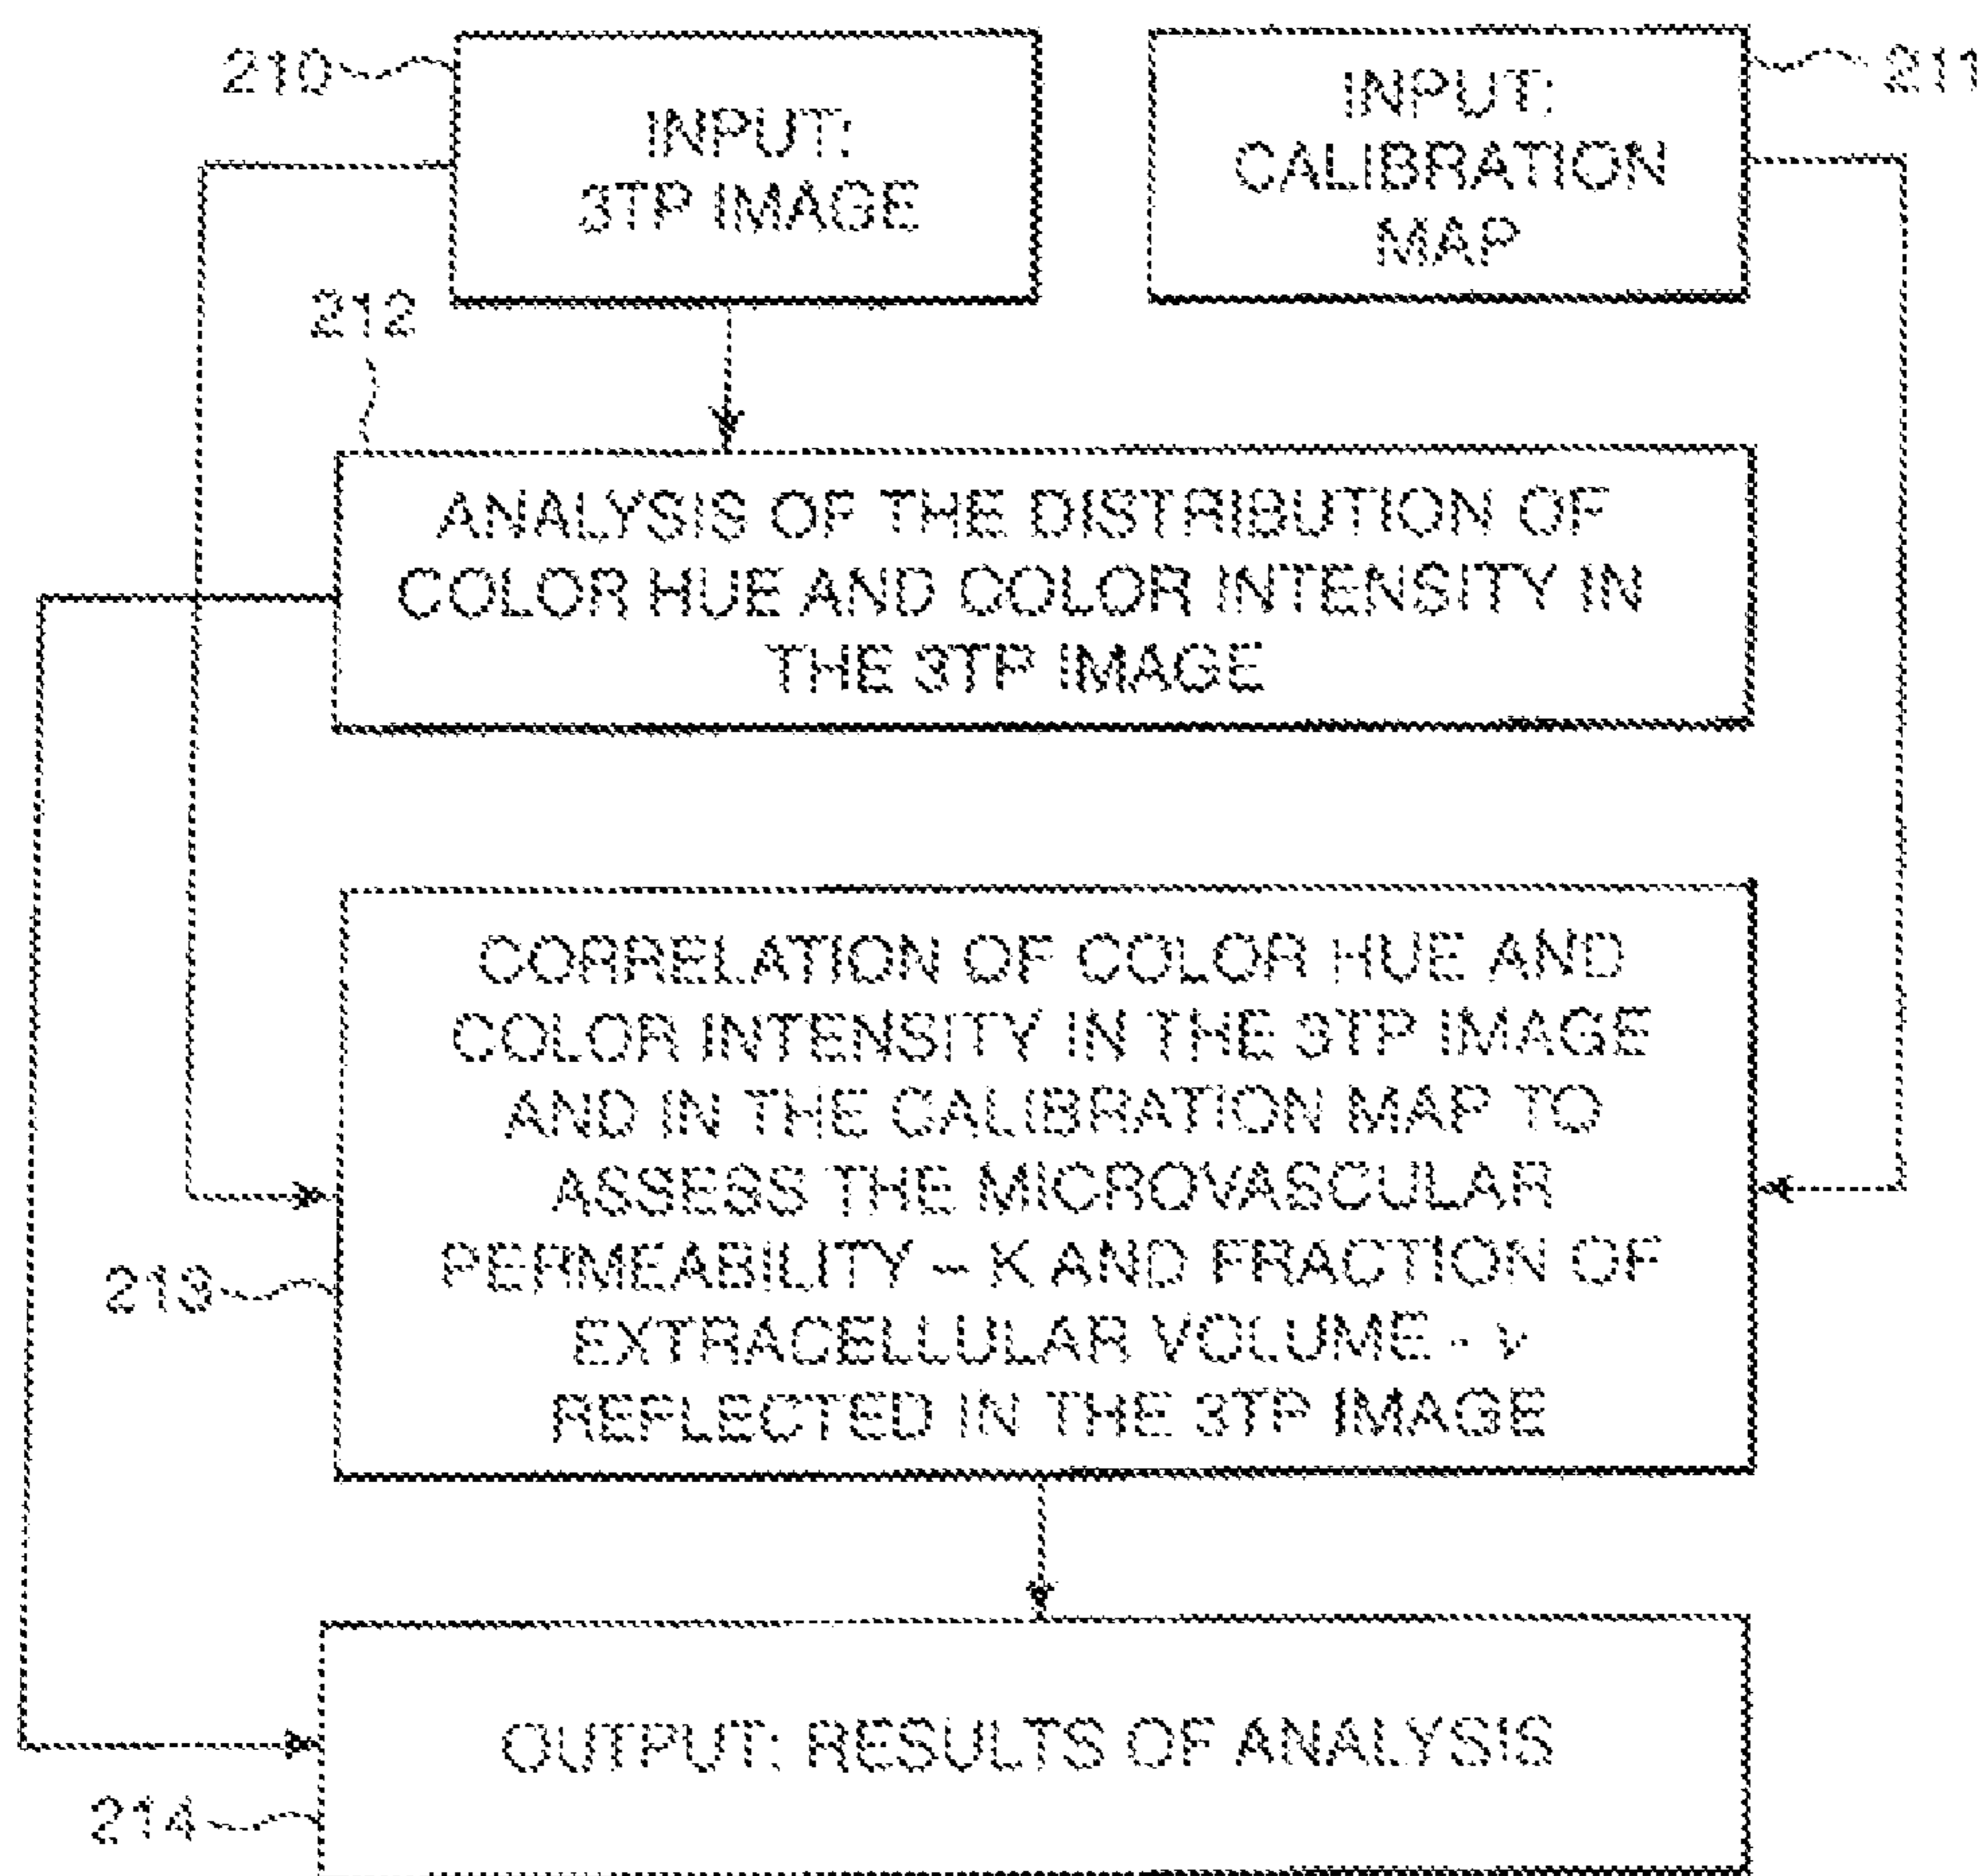 210
INPUT:
3TP IMAGE
INPUT:
CALIBRATION
MAP
211
212
ANALYSIS OF THE DISTRIBUTION OF
COLOR HUE AND COLOR INTENSITY IN
THE 3TP IMAGE
CORRELATION OF COLOR HUE AND
COLOR INTENSITY IN THE 3TP IMAGE
AND IN THE CALIBRATION MAP TO
ASSESS THE MICROVASCULAR
PERMEABILITY - K AND FRACTION OF
EXTRACELLULAR VOLUME - ν
REFLECTED IN THE 3TP IMAGE
213
OUTPUT: RESULTS OF ANALYSIS
214